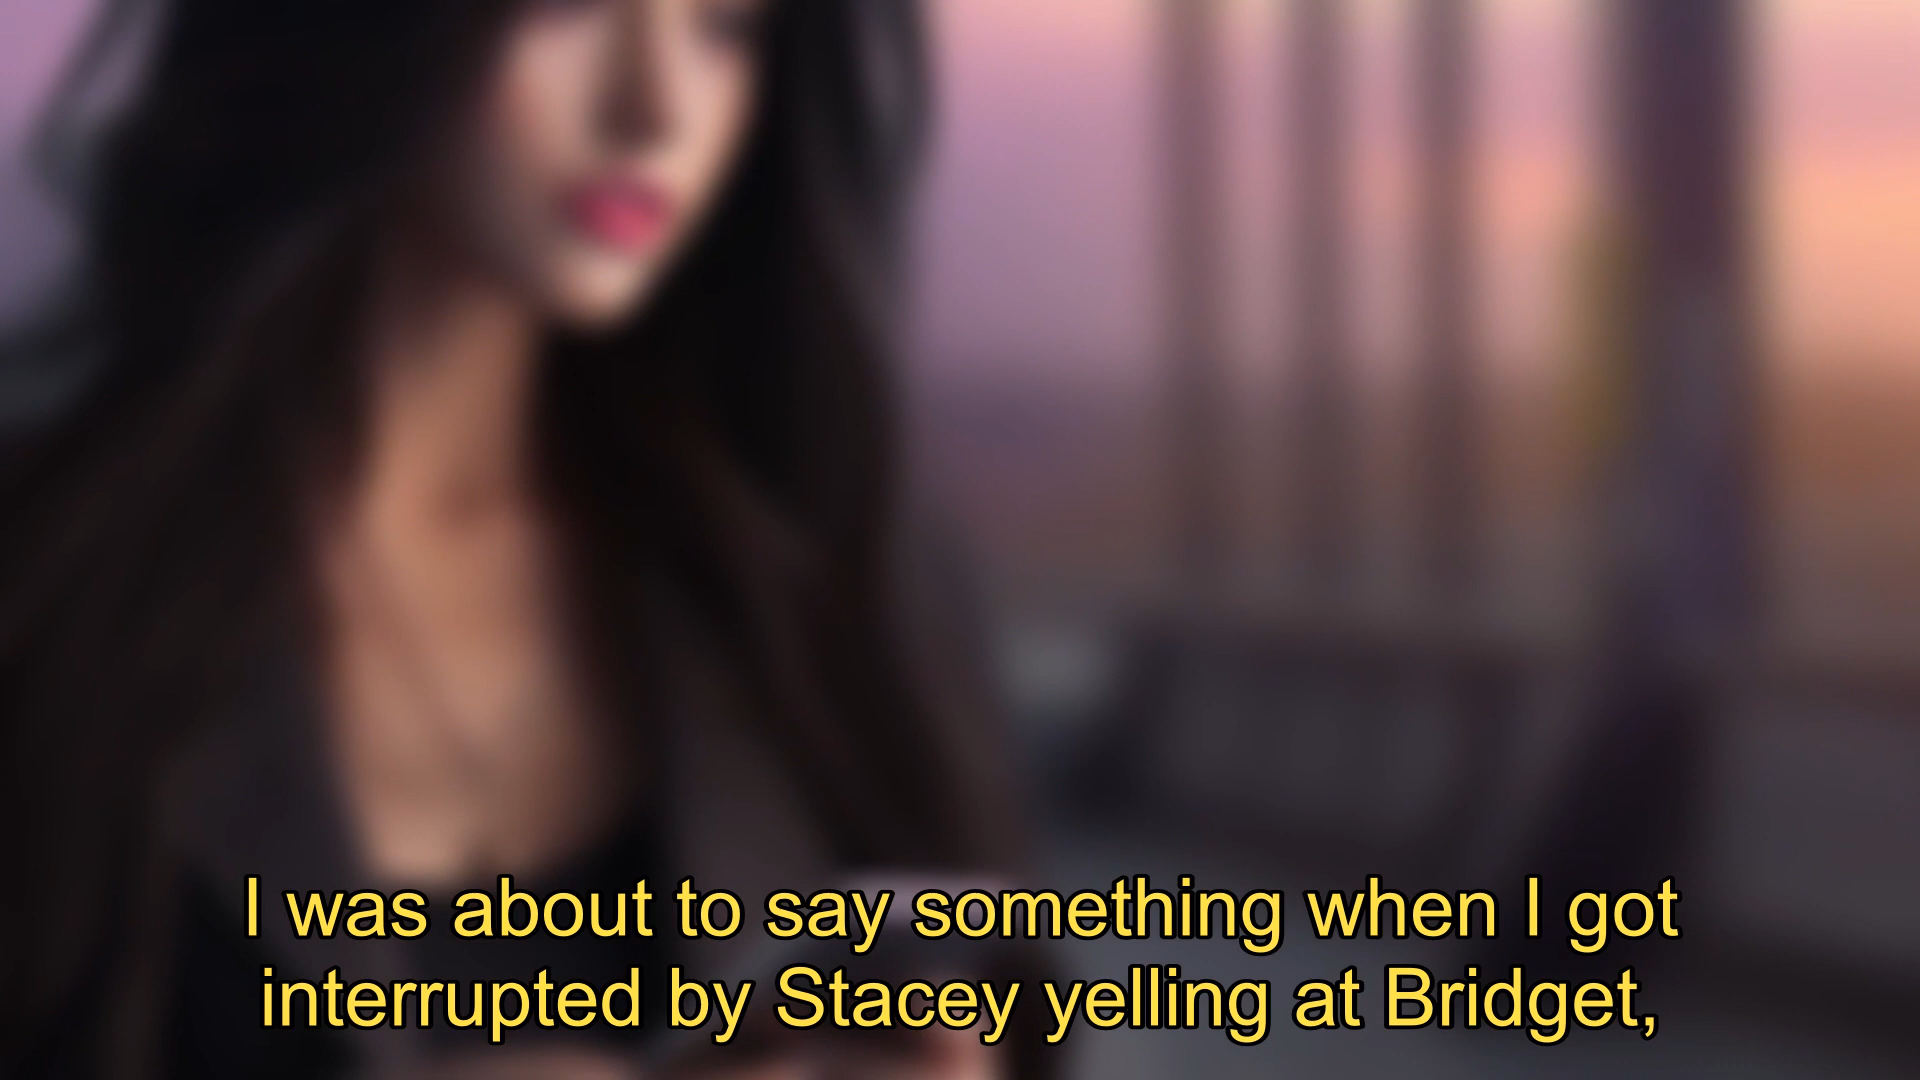 I was about to say something when I got
interrupted by Stacey yelling at Bridget,